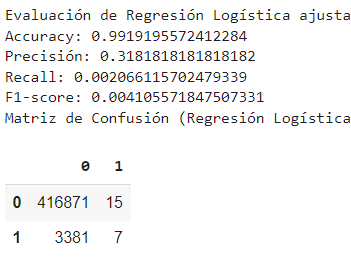 Evaluación de Regresión Logística ajusta
Accuracy: 0.9919195572412284
Precisión: 0.3181818181818182
Recall: 0.002066115702479339
F1-score: 0.004105571847507331
Matriz de Confusión (Regresión Logística
0 1
0 416871 15
1 3381 7